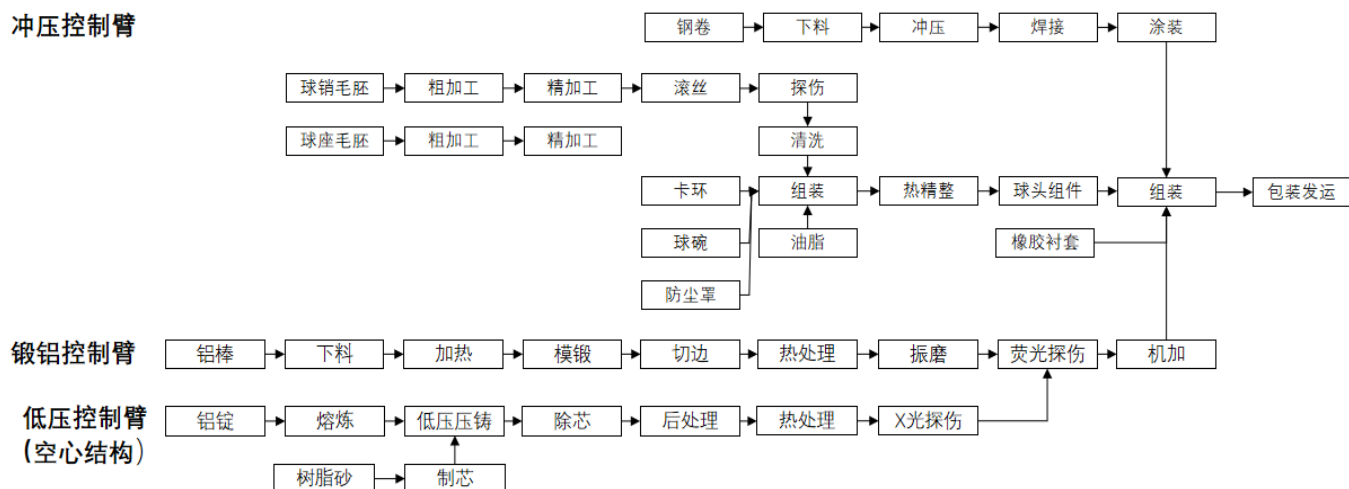 冲压控制臂
钢卷 下料 冲压 焊接 涂装
球销毛胚 粗加工 精加工 滚丝 探伤
球座毛胚 粗加工 精加工 清洗
卡环 组装 热精整 球头组件 组装 包装发运
球碗 油脂 橡胶衬套
防尘罩
锻铝控制臂 铝棒 下料 加热 模锻 切边 热处理 振磨 荧光探伤 机加
低压控制臂
(空心结构)
铝锭 熔炼 低压压铸 除芯 后处理 热处理 X光探伤
树脂砂 制芯